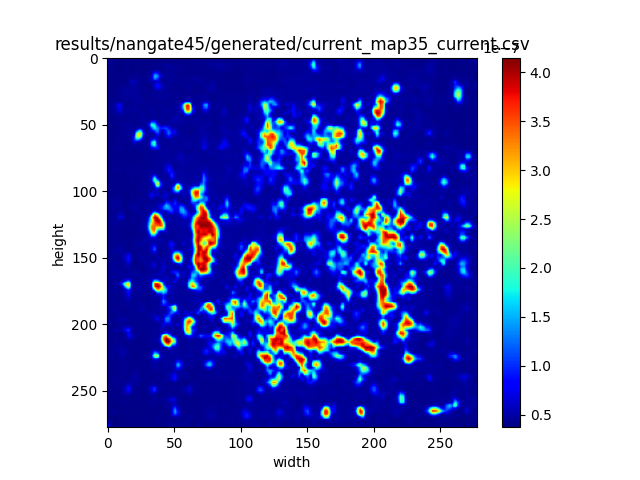 results/nangate45/generated/current_map35_current.csv
1e−7
0
50
100
150
200
250
height
0 50 100 150 200 250
width
4.0
3.5
3.0
2.5
2.0
1.5
1.0
0.5